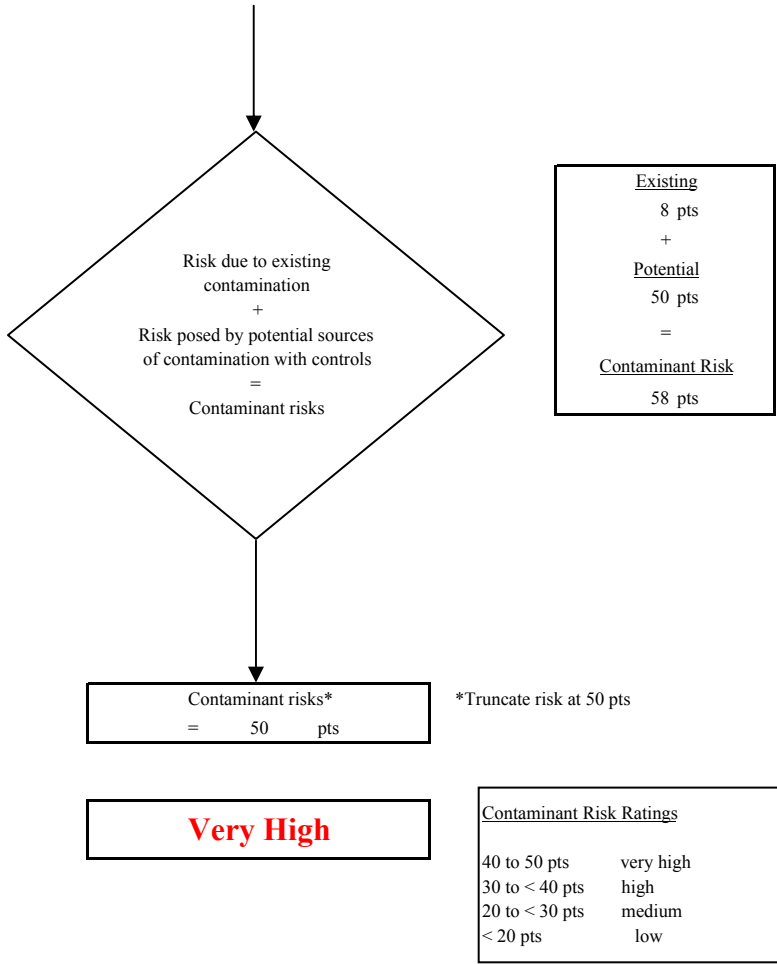 Risk due to existing
contamination
+
Risk posed by potential sources
of contamination with controls
=
Contaminant risks
Existing
8 pts
+
Potential
50 pts
=
Contaminant Risk
58 pts
Contaminant risks*
= 50 pts
*Truncate risk at 50 pts
Very High
Contaminant Risk Ratings
40 to 50 pts very high
30 to < 40 pts high
20 to < 30 pts medium
< 20 pts low